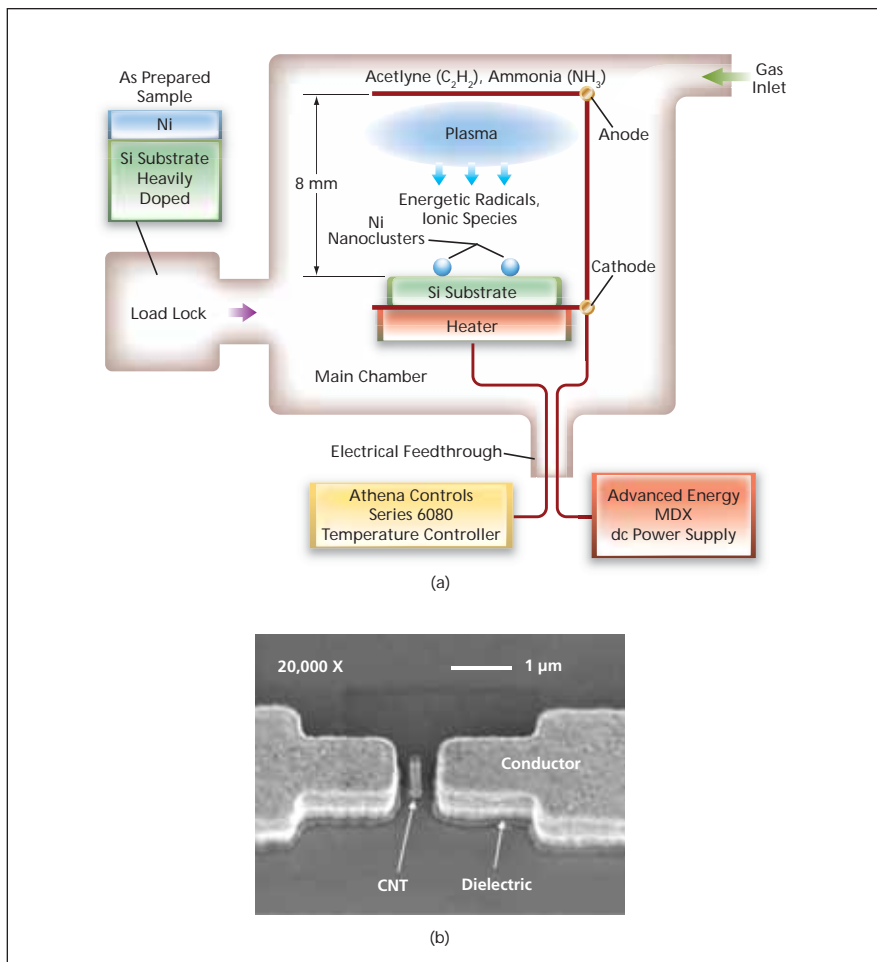 Acetlyne (C₂H₂), Ammonia (NH₃)
Gas
Inlet
As Prepared
Sample
Ni
Si Substrate
Heavily
Doped
Anode
Plasma
8 mm
Energetic Radicals,
Ionic Species
Ni
Nanoclusters
Cathode
Si Substrate
Load Lock
Heater
Main Chamber
Electrical Feedthrough
Athena Controls
Series 6080
Temperature Controller
Advanced Energy
MDX
dc Power Supply
(a)
20,000 X
1 μm
Conductor
CNT
Dielectric
(b)